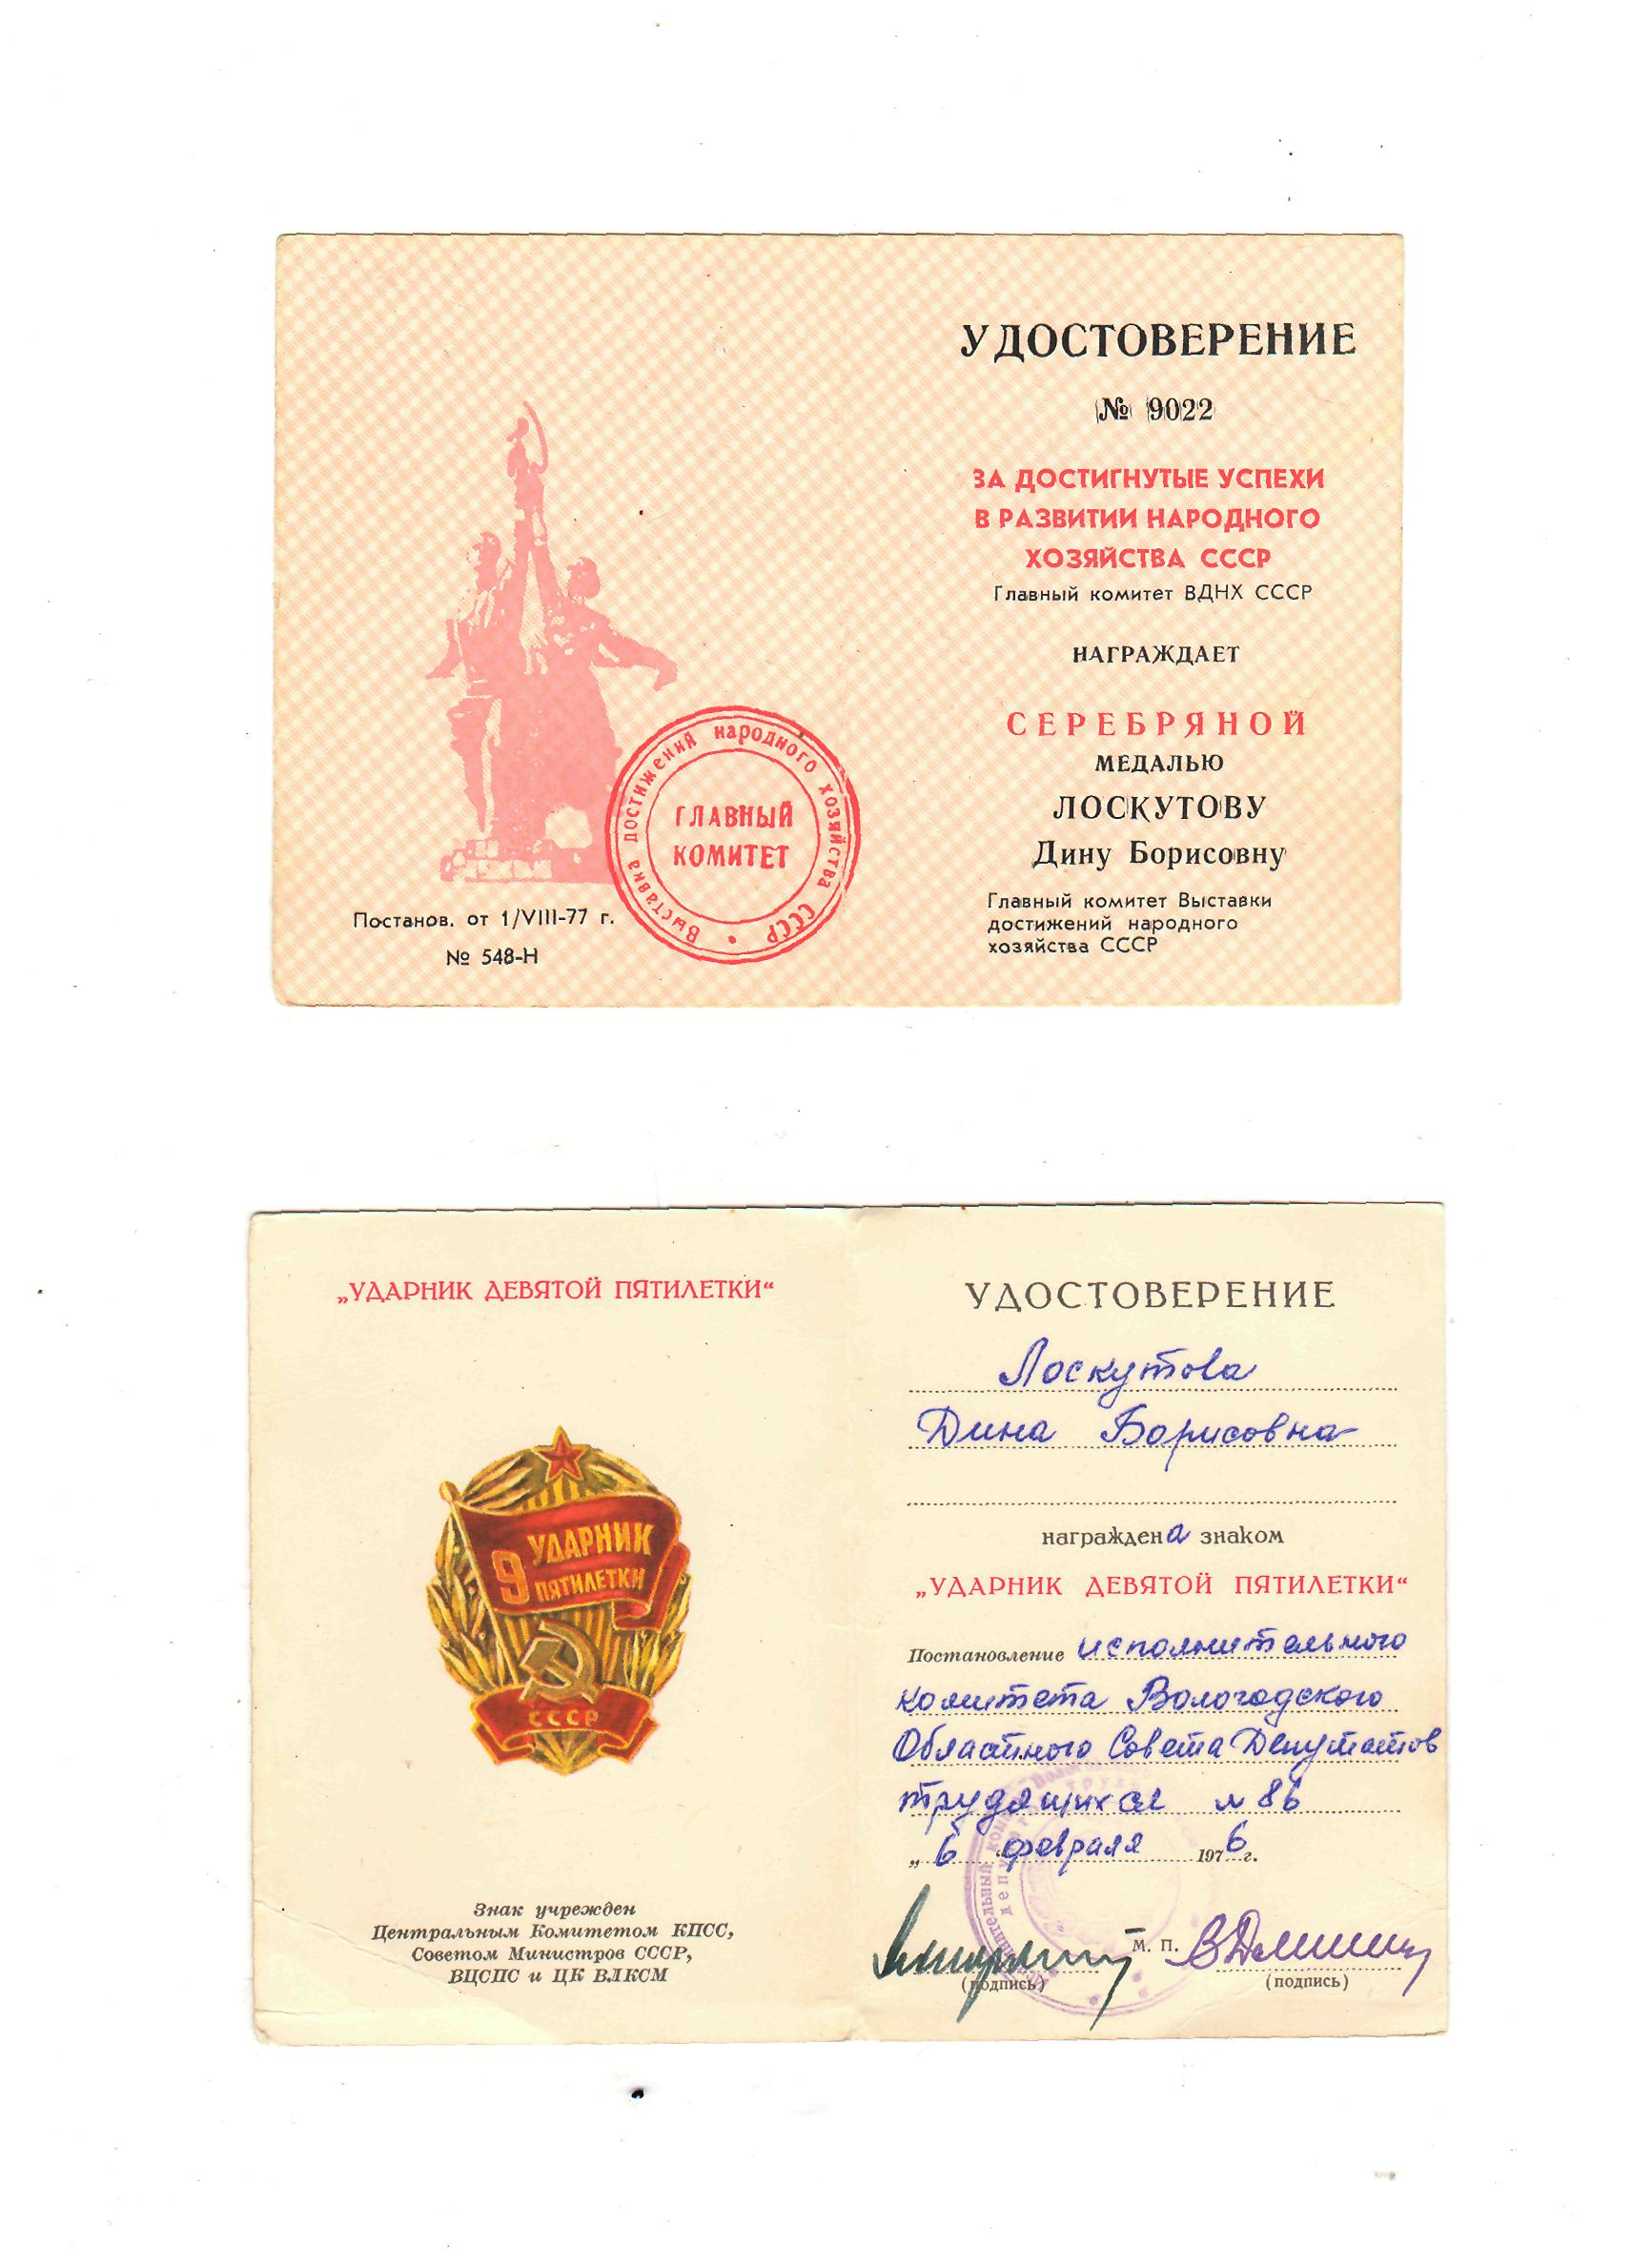 УДОСТОВЕРЕНИЕ
№ 9022
ЗА ДОСТИГНУТЫЕ УСПЕХИ
В РАЗВИТИИ НАРОДНОГО
ХОЗЯЙСТВА СССР
Главный комитет ВДНХ СССР
НАГРАЖДАЕТ
СЕРЕБРЯНОЙ
МЕДАЛЬЮ
ЛОСКУТОВУ
Дину Борисовну
Главный комитет Выставки
достижений народного
хозяйства СССР
Выставка достижений народного хозяйства СССР
ГЛАВНЫЙ
КОМИТЕТ
Постанов. от 1/VIII-77 г.
№ 548-Н
„УДАРНИК ДЕВЯТОЙ ПЯТИЛЕТКИ“
9 УДАРНИК
ПЯТИЛЕТКИ
СССР
Знак учрежден
Центральным Комитетом КПСС,
Советом Министров СССР,
ВЦСПС и ЦК ВЛКСМ
УДОСТОВЕРЕНИЕ
Лоскутова
Дина Борисовна
награждена знаком
„УДАРНИК ДЕВЯТОЙ ПЯТИЛЕТКИ“
Постановление исполнительного
комитета Вологодского
Областного Совета Депутатов
трудящихся № 86
„6“ февраля 1976 г.
М. П.
(подпись) (подпись)